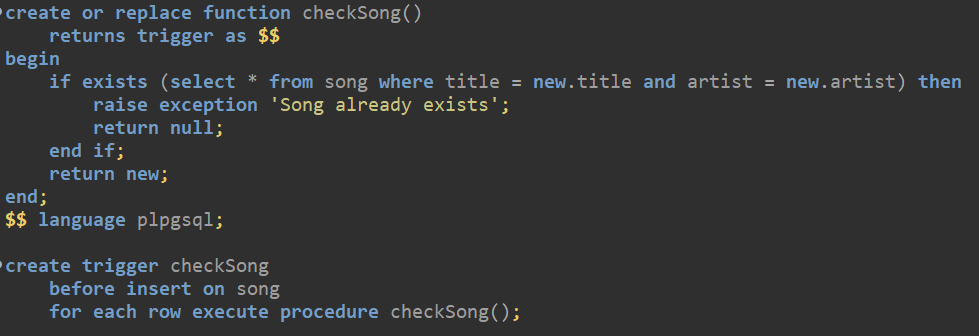 create or replace function checkSong()
    returns trigger as $$
begin
    if exists (select * from song where title = new.title and artist = new.artist) then
        raise exception 'Song already exists';
        return null;
    end if;
    return new;
end;
$$ language plpgsql;

create trigger checkSong
    before insert on song
    for each row execute procedure checkSong();